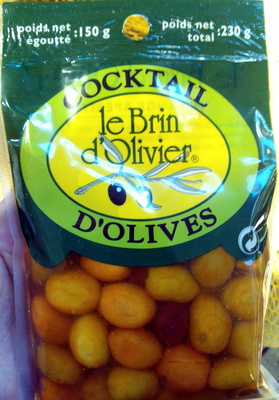 poids net
égoutté :150 g
poids net
total :230 g
COCKTAIL
le Brin
d'Olivier®
D'OLIVES